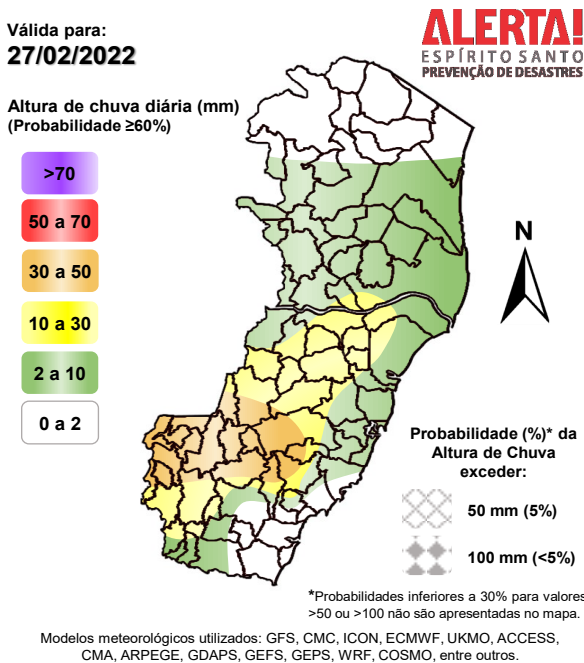 Válida para:
27/02/2022
ALERTA!
ESPÍRITO SANTO
PREVENÇÃO DE DESASTRES
Altura de chuva diária (mm)
(Probabilidade ≥60%)
>70
50 a 70
30 a 50
10 a 30
2 a 10
0 a 2
N
Probabilidade (%)* da
Altura de Chuva
exceder:
50 mm (5%)
100 mm (<5%)
*Probabilidades inferiores a 30% para valores
>50 ou >100 não são apresentadas no mapa.
Modelos meteorológicos utilizados: GFS, CMC, ICON, ECMWF, UKMO, ACCESS,
CMA, ARPEGE, GDAPS, GEFS, GEPS, WRF, COSMO, entre outros.